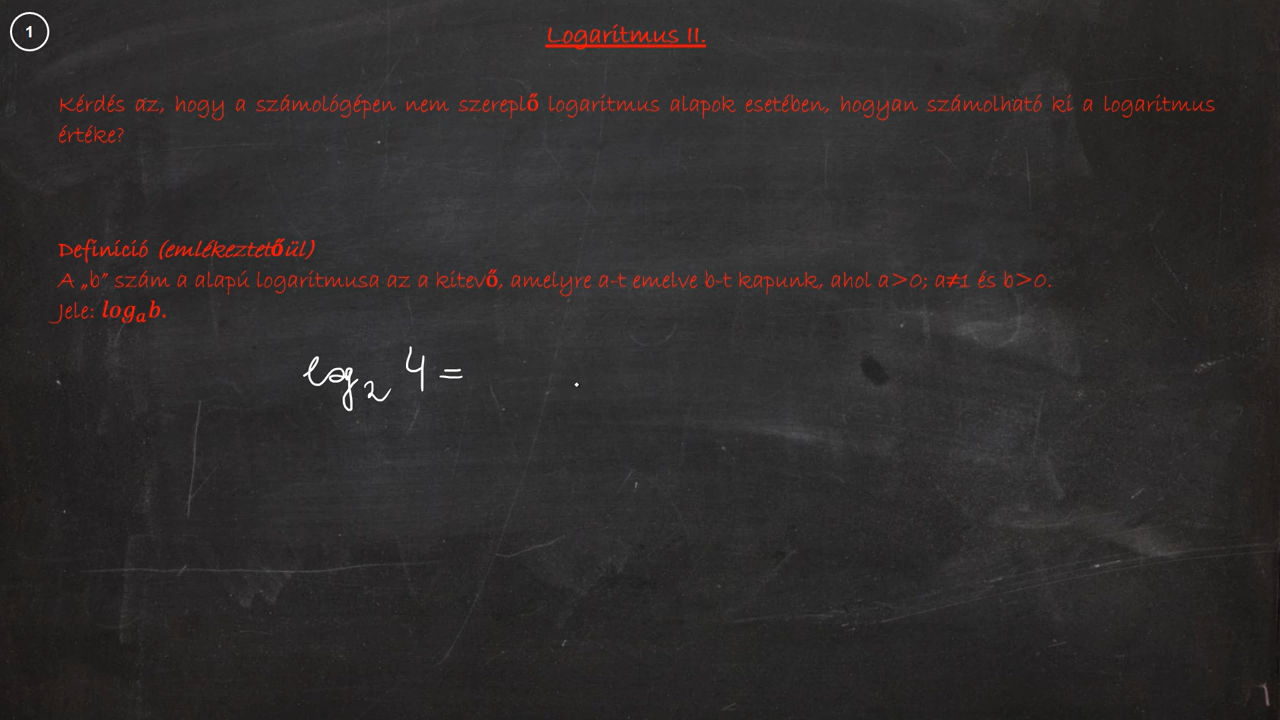 1
Logaritmus II.
Kérdés az, hogy a számológépen nem szereplő logaritmus alapok esetében, hogyan számolható ki a logaritmus
értéke?
Definíció (emlékeztetőül)
A „b” szám a alapú logaritmusa az a kitevő, amelyre a-t emelve b-t kapunk, ahol a>0; a≠1 és b>0.
Jele: logₐb.
log₂ 4 =